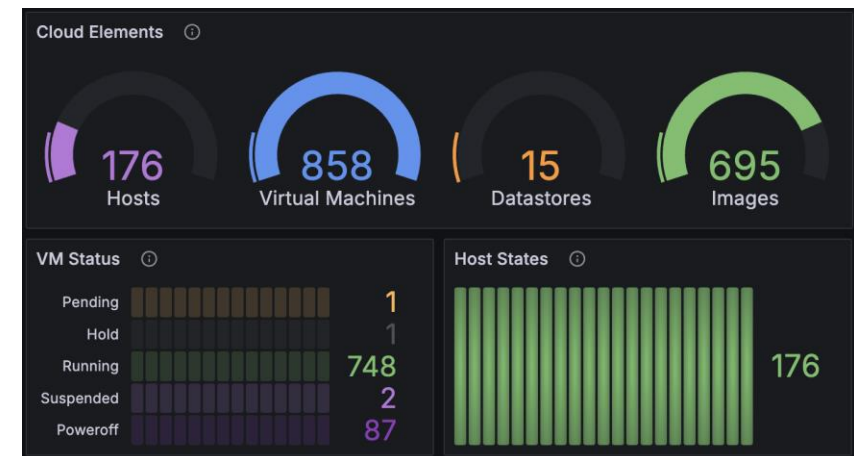 Cloud Elements
176 858 15 695
Hosts Virtual Machines Datastores Images
VM Status
Pending 1
Hold 1
Running 748
Suspended 2
Poweroff 87
Host States
176